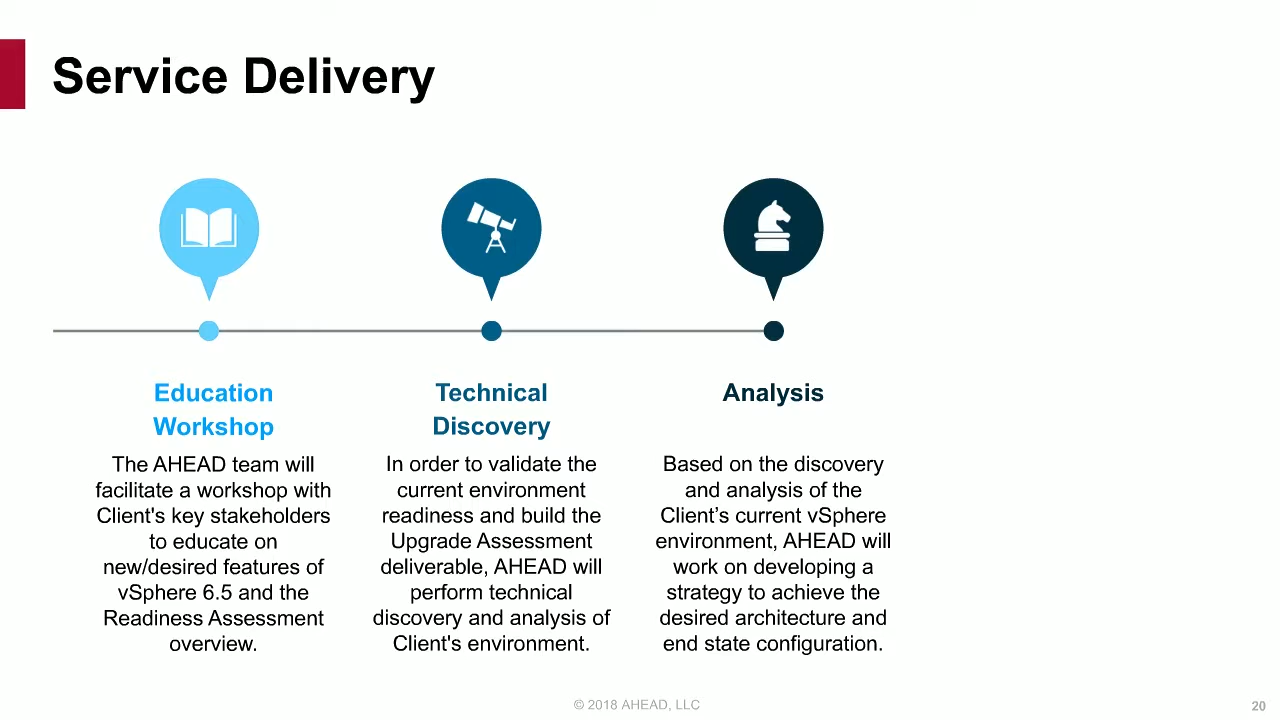 Service Delivery
Education
Workshop
The AHEAD team will
facilitate a workshop with
Client's key stakeholders
to educate on
new/desired features of
vSphere 6.5 and the
Readiness Assessment
overview.
Technical
Discovery
In order to validate the
current environment
readiness and build the
Upgrade Assessment
deliverable, AHEAD will
perform technical
discovery and analysis of
Client's environment.
Analysis
Based on the discovery
and analysis of the
Client’s current vSphere
environment, AHEAD will
work on developing a
strategy to achieve the
desired architecture and
end state configuration.
© 2018 AHEAD, LLC
20